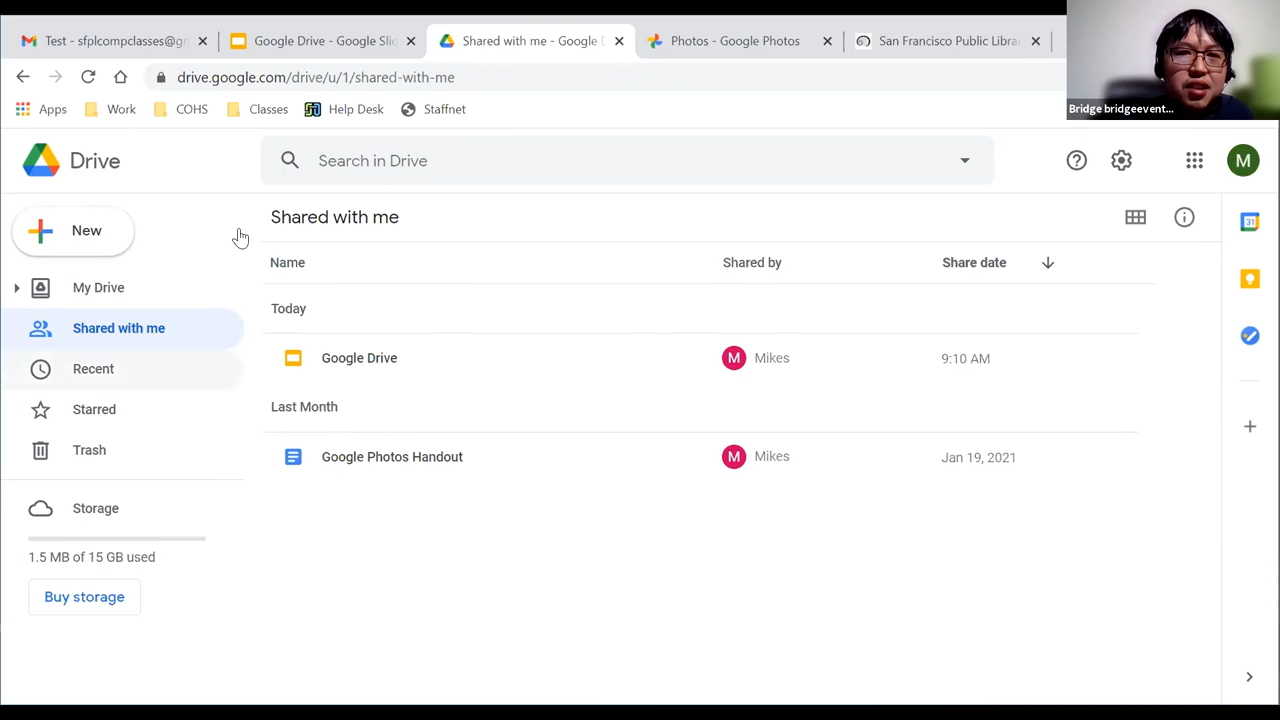 Test - sfplcompclasses@gm
Google Drive - Google Slid
Shared with me - Google D
Photos - Google Photos
San Francisco Public Libra
drive.google.com/drive/u/1/shared-with-me
Apps
Work
COHS
Classes
Help Desk
Staffnet
Bridge bridgeevent...
Drive
Search in Drive
M
New
Shared with me
Name
Shared by
Share date
My Drive
Today
Shared with me
Google Drive
M Mikes
9:10 AM
Recent
Last Month
Starred
Trash
Google Photos Handout
M Mikes
Jan 19, 2021
Storage
1.5 MB of 15 GB used
Buy storage
31